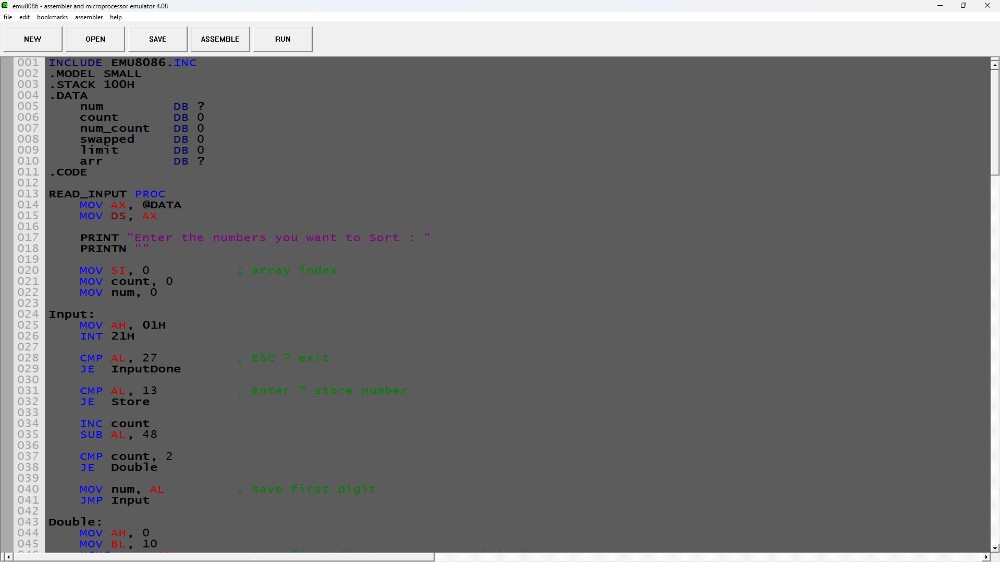 emu8086 - assembler and microprocessor emulator 4.08
file edit bookmarks assembler help
NEW OPEN SAVE ASSEMBLE RUN
001 INCLUDE EMU8086.INC
002 .MODEL SMALL
003 .STACK 100H
004 .DATA
005     num         DB ?
006     count       DB 0
007     num_count   DB 0
008     swapped     DB 0
009     limit       DB 0
010     arr         DB ?
011 .CODE
012
013 READ_INPUT PROC
014     MOV AX, @DATA
015     MOV DS, AX
016
017     PRINT "Enter the numbers you want to Sort : "
018     PRINTN ""
019
020     MOV SI, 0           ; array index
021     MOV count, 0
022     MOV num, 0
023
024 Input:
025     MOV AH, 01H
026     INT 21H
027
028     CMP AL, 27          ; ESC ? exit
029     JE  InputDone
030
031     CMP AL, 13          ; Enter ? store number
032     JE  Store
033
034     INC count
035     SUB AL, 48
036
037     CMP count, 2
038     JE  Double
039
040     MOV num, AL         ; save first digit
041     JMP Input
042
043 Double:
044     MOV AH, 0
045     MOV BL, 10